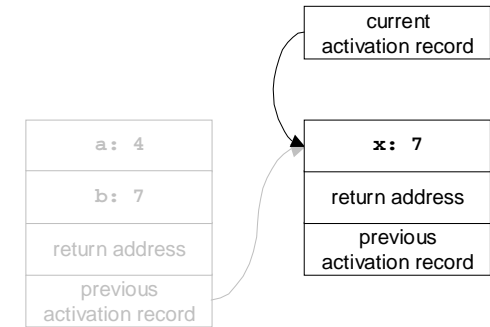 current
activation record
a: 4
b: 7
return address
previous
activation record
x: 7
return address
previous
activation record